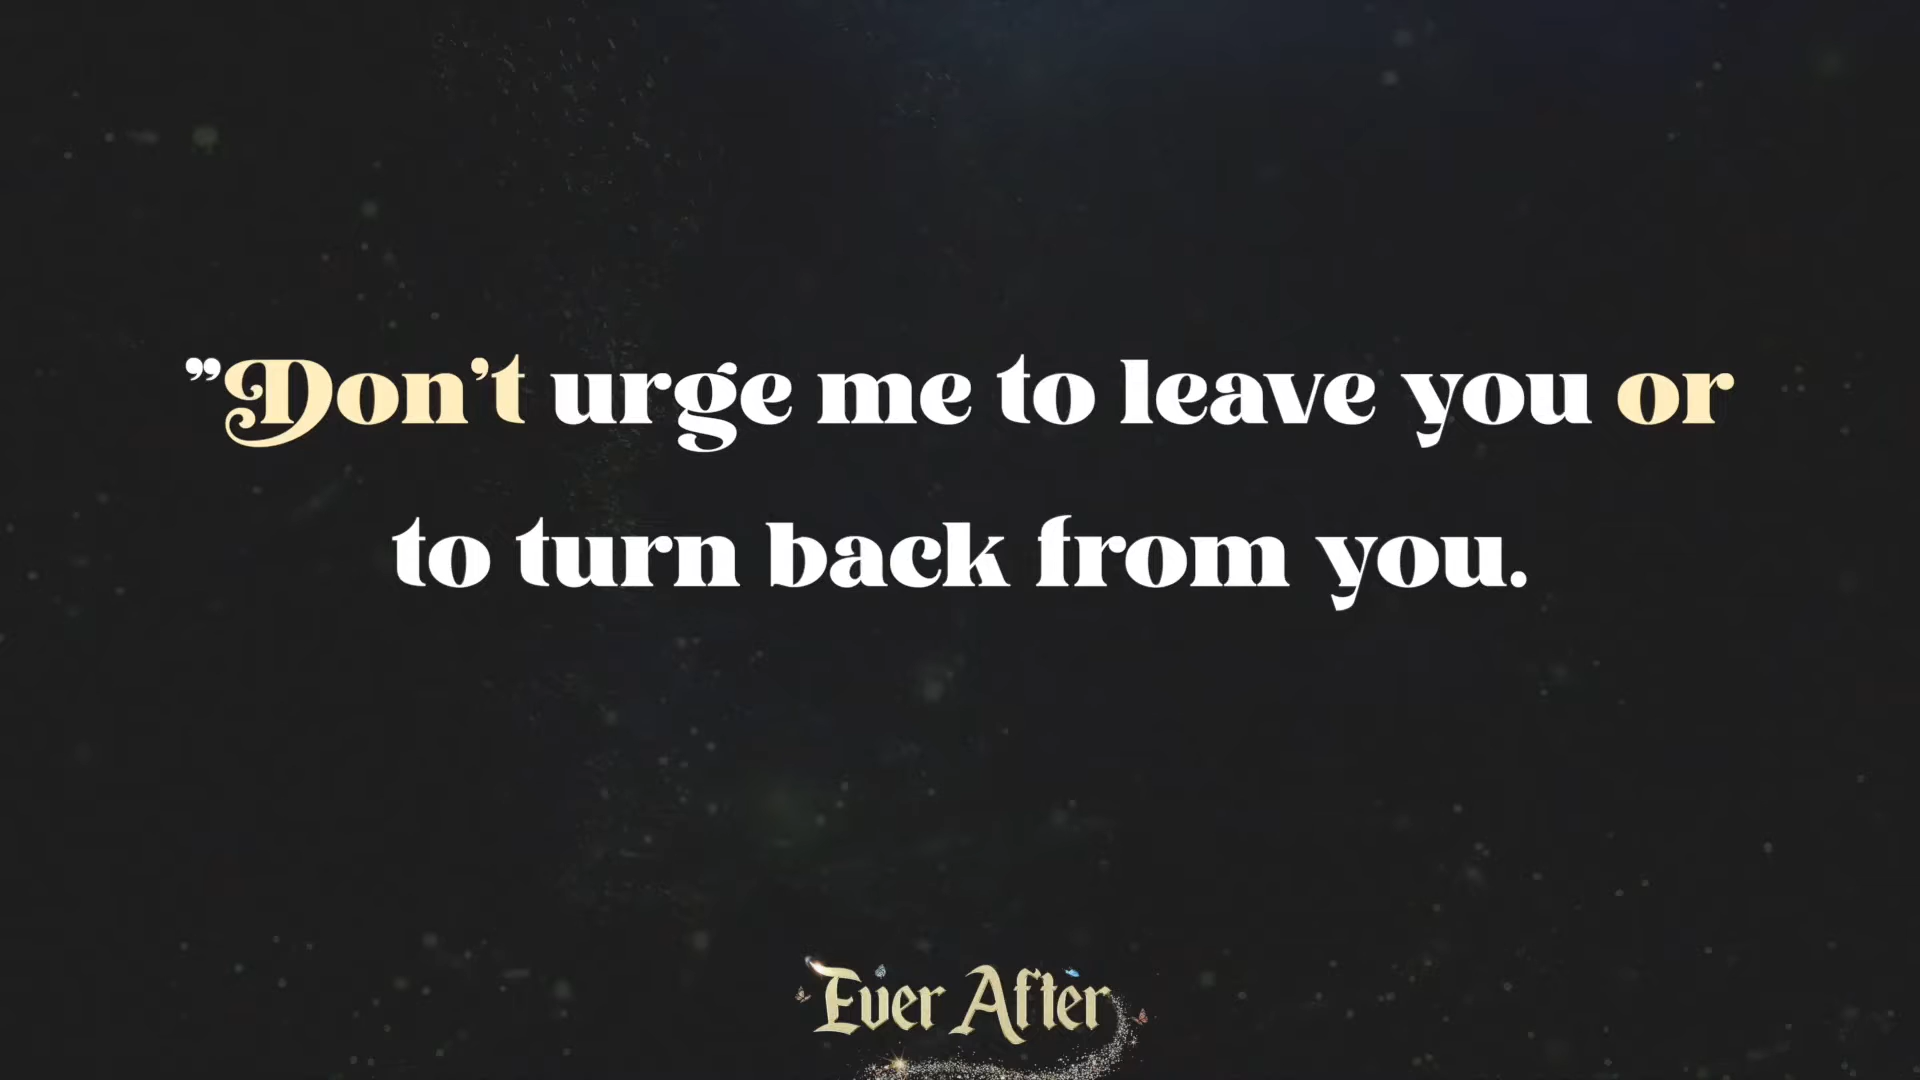 ”Don’t urge me to leave you or
to turn back from you.
Ever After